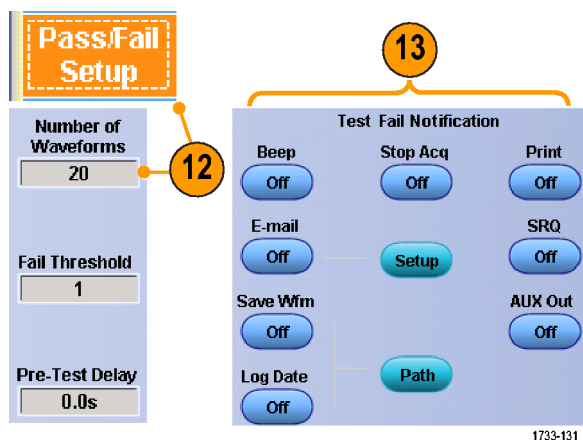 Pass/Fail
Setup
12
Number of
Waveforms
20
Fail Threshold
1
Pre-Test Delay
0.0s
13
Test Fail Notification
Beep
Stop Acq
Print
Off
Off
Off
E-mail
SRQ
Off
Setup
Off
Save Wfm
AUX Out
Off
Off
Log Date
Path
Off
1733-131